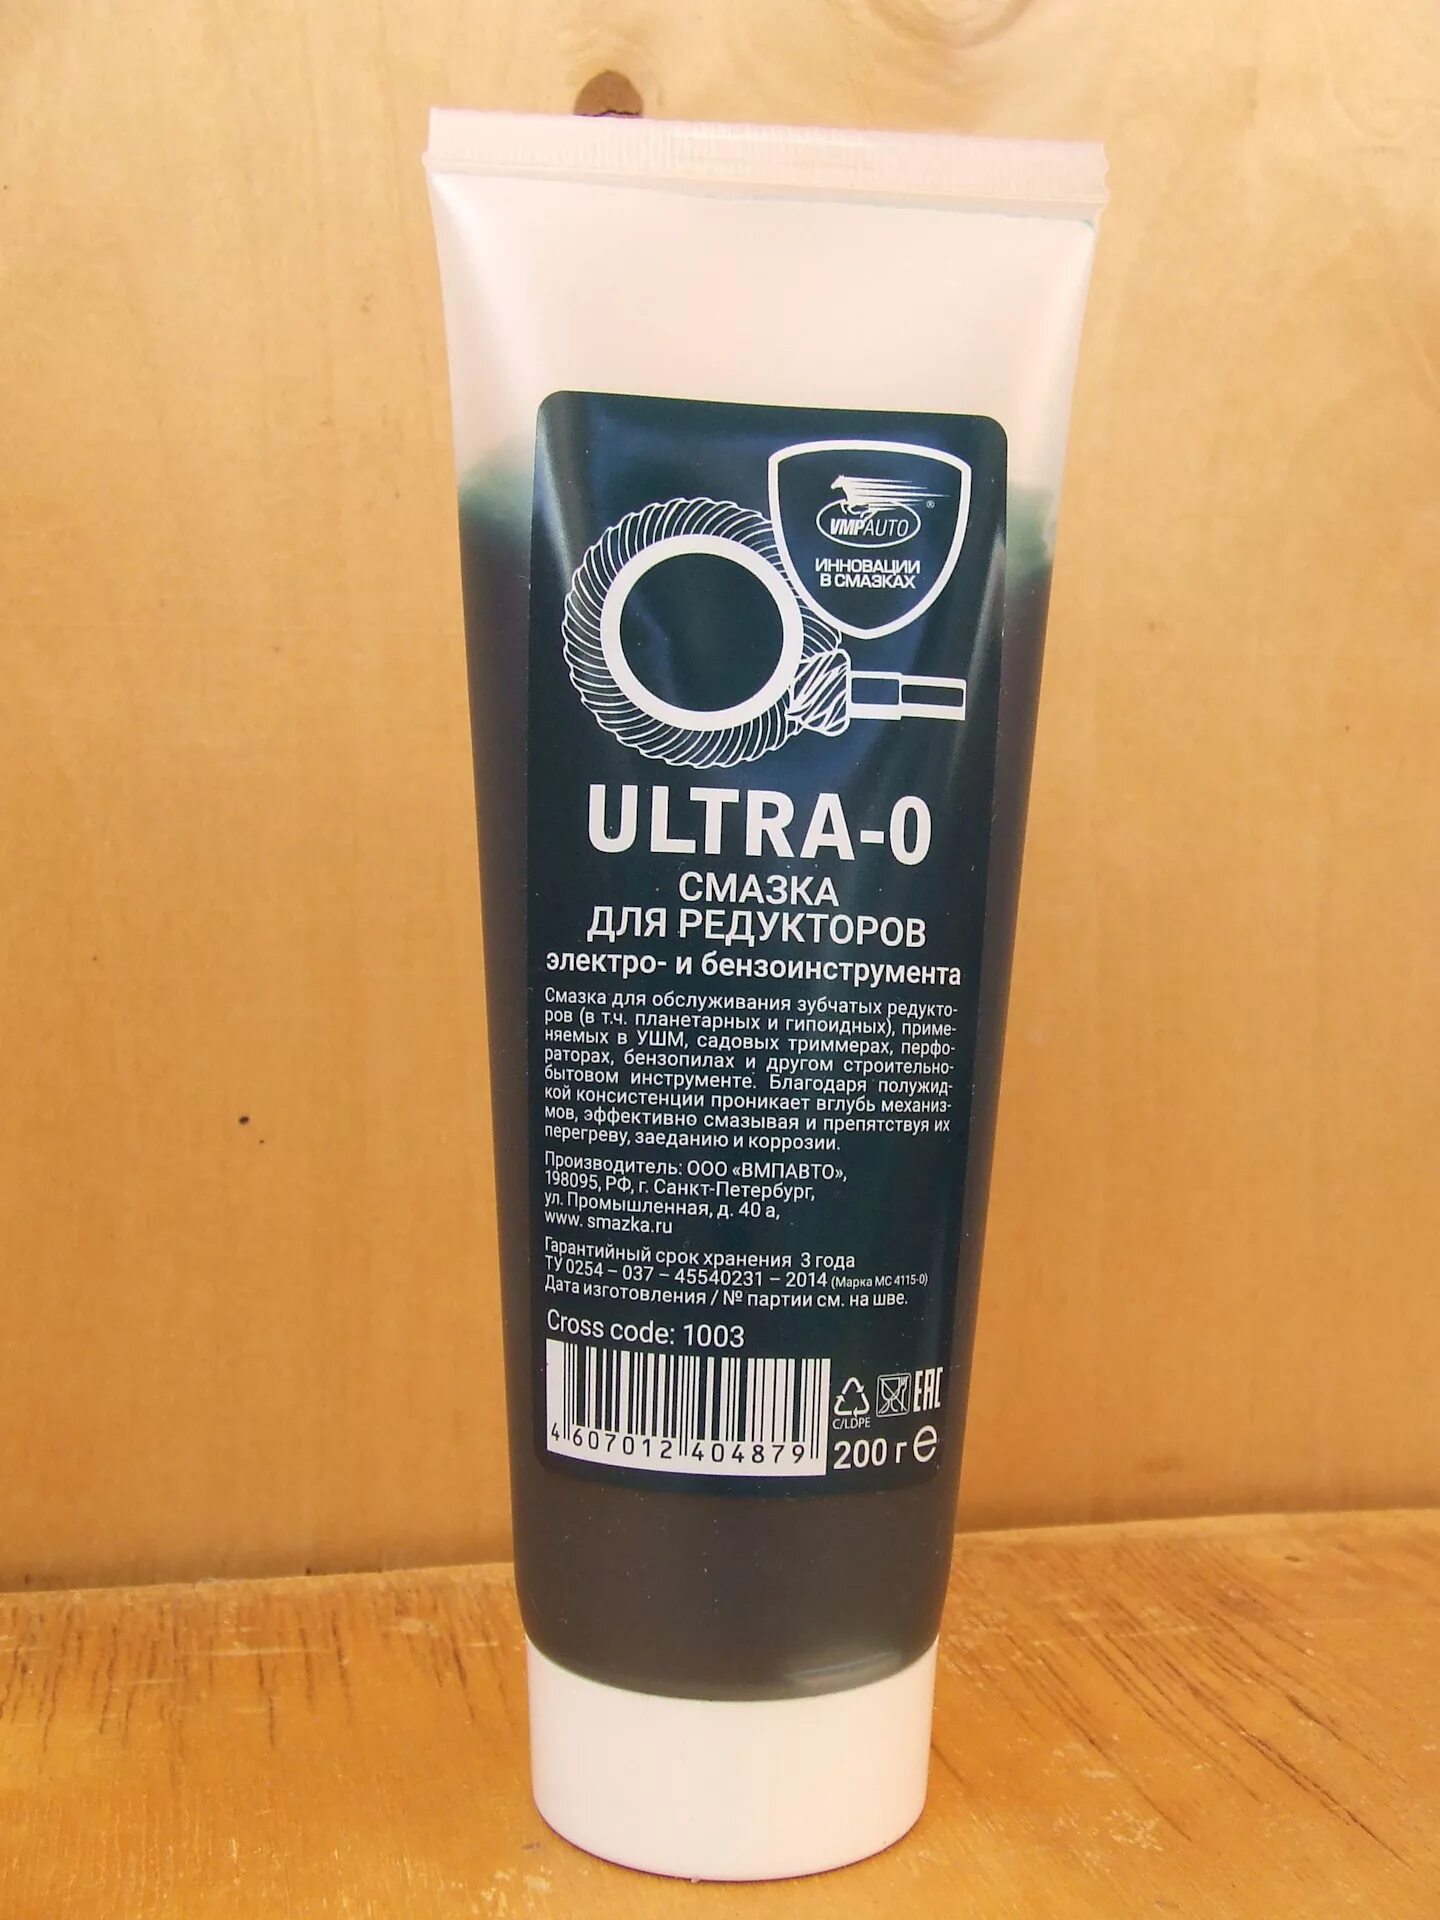 VMPAUTO ®
ИННОВАЦИИ
В СМАЗКАХ
ULTRA-0
СМАЗКА
ДЛЯ РЕДУКТОРОВ
электро- и бензоинструмента
Смазка для обслуживания зубчатых редукто-
ров (в т.ч. планетарных и гипоидных), приме-
няемых в УШМ, садовых триммерах, перфо-
раторах, бензопилах и другом строительно-
бытовом инструменте. Благодаря полужид-
кой консистенции проникает вглубь механиз-
мов, эффективно смазывая и препятствуя их
перегреву, заеданию и коррозии.
Производитель: ООО «ВМПАВТО»,
198095, РФ, г. Санкт-Петербург,
ул. Промышленная, д. 40 а,
www. smazka.ru
Гарантийный срок хранения 3 года
ТУ 0254 – 037 – 45540231 – 2014 (Марка МС 4115-0)
Дата изготовления / № партии см. на шве.
Cross code: 1003
4 607012 404879
C/LDPE
EAC
200 г e